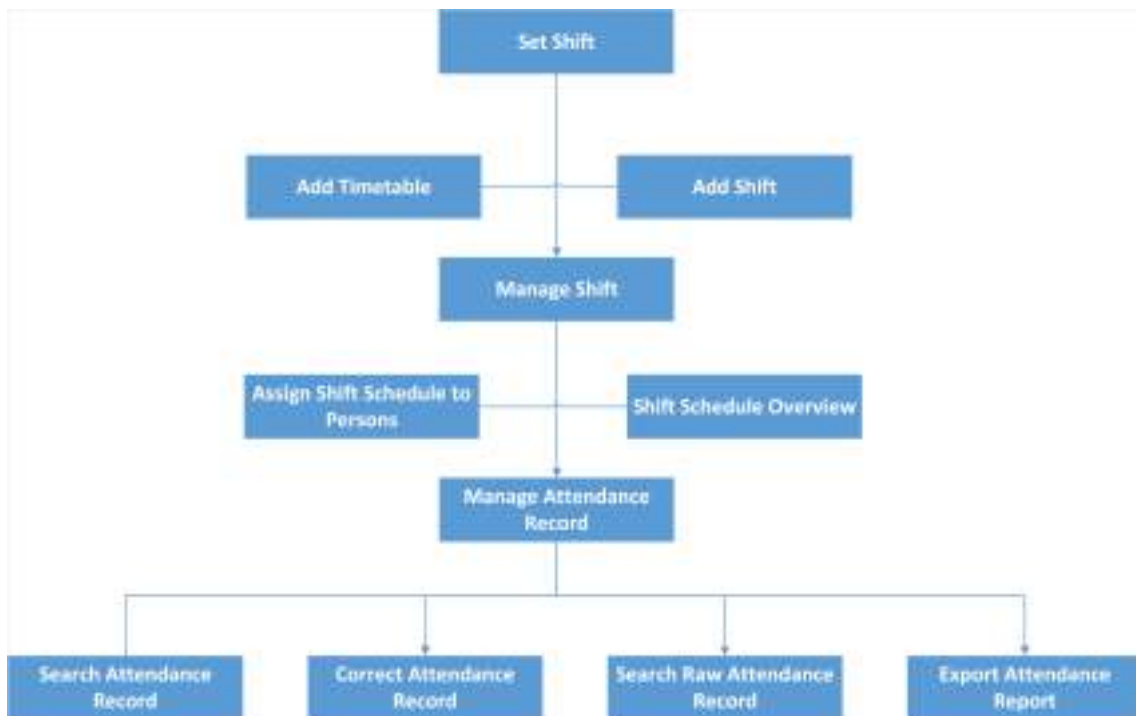 Set Shift
Add Timetable
Add Shift
Manage Shift
Assign Shift Schedule to
Persons
Shift Schedule Overview
Manage Attendance
Record
Search Attendance
Record
Correct Attendance
Record
Search Raw Attendance
Record
Export Attendance
Report